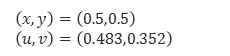 (x,y) = (0.5,0.5)
(u,v) = (0.483,0.352)